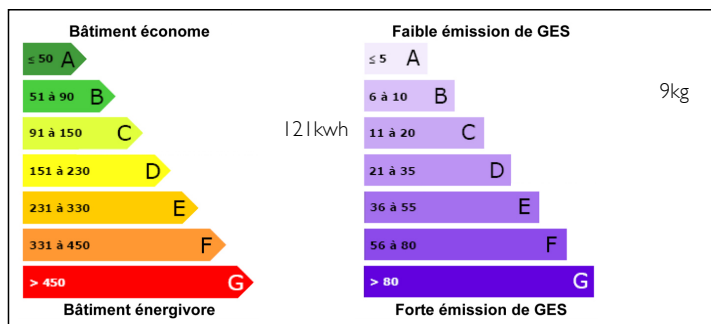 Bâtiment économe
≤ 50 A
51 à 90 B
91 à 150 C
151 à 230 D
231 à 330 E
331 à 450 F
> 450 G
Bâtiment énergivore
121kwh
Faible émission de GES
≤ 5 A
6 à 10 B
11 à 20 C
21 à 35 D
36 à 55 E
56 à 80 F
> 80 G
Forte émission de GES
9kg